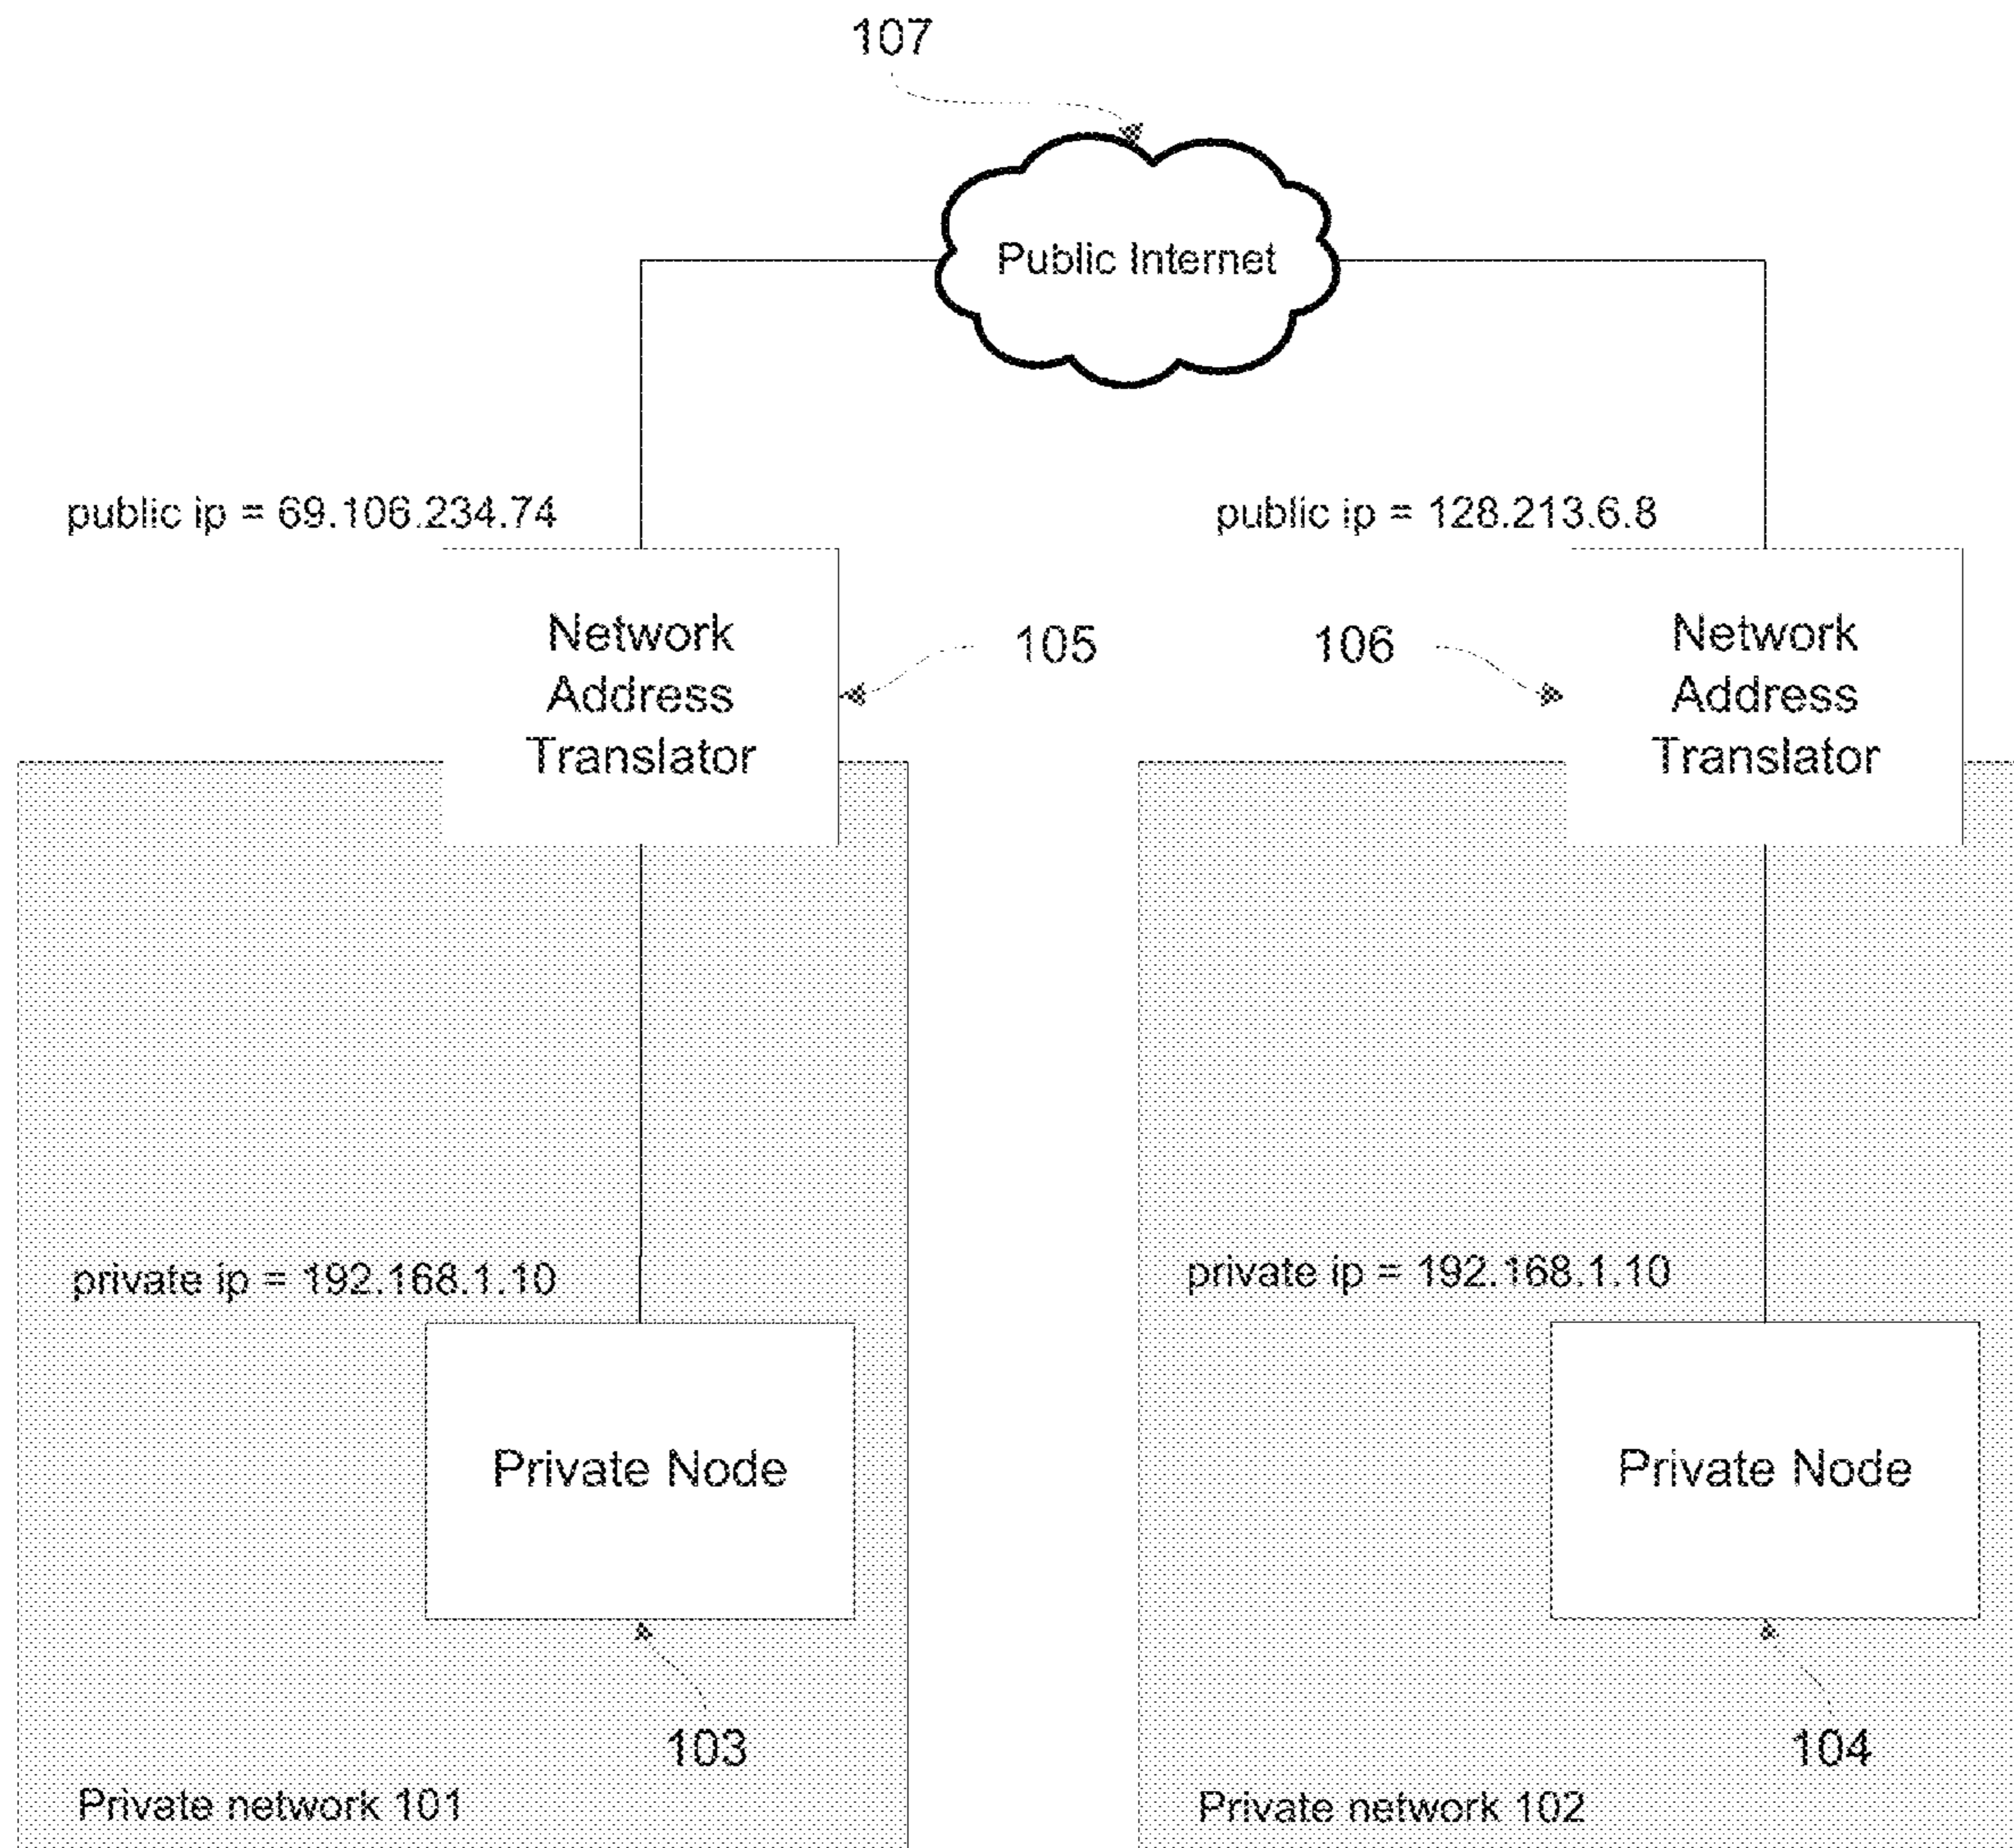 107
Public Internet
public ip = 69.106.234.74
public ip = 128.213.6.8
Network
Address
Translator
105
106
Network
Address
Translator
private ip = 192.168.1.10
private ip = 192.168.1.10
Private Node
Private Node
103
104
Private network 101
Private network 102